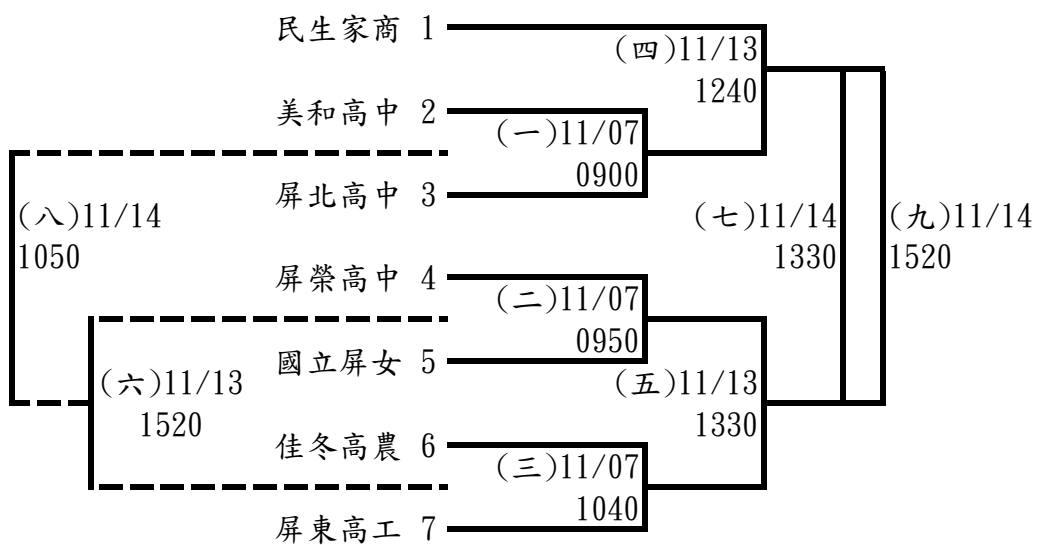 民生家商 1
(四)11/13
1240
美和高中 2
(一)11/07
0900
屏北高中 3
(八)11/14
1050
(七)11/14
1330
(九)11/14
1520
屏榮高中 4
(二)11/07
0950
國立屏女 5
(六)11/13
1520
(五)11/13
1330
佳冬高農 6
(三)11/07
1040
屏東高工 7